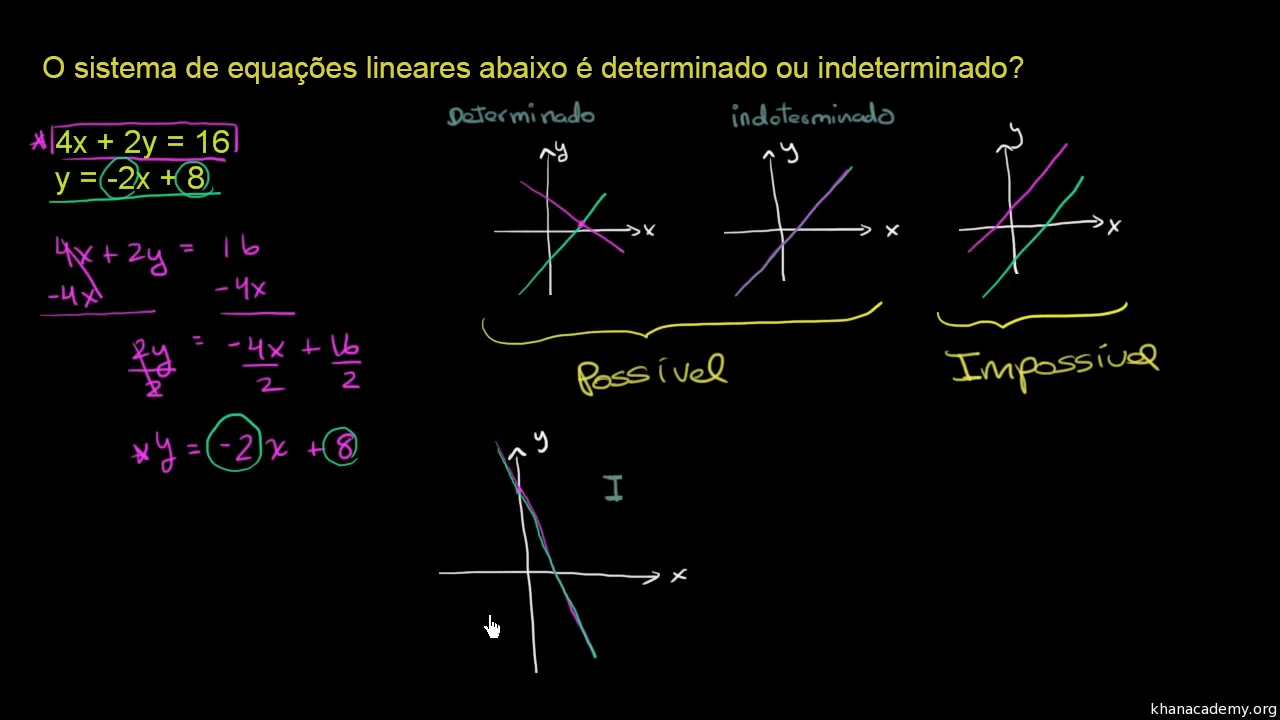 O sistema de equações lineares abaixo é determinado ou indeterminado?
Determinado
indeterminado
* 4x + 2y = 16
y = -2x + 8
4x + 2y = 16
-4x -4x
2y = -4x + 16
2 2 2
*y = -2x + 8
y
x
y
x
y
x
Possível
Impossível
y
I
x
khanacademy.org